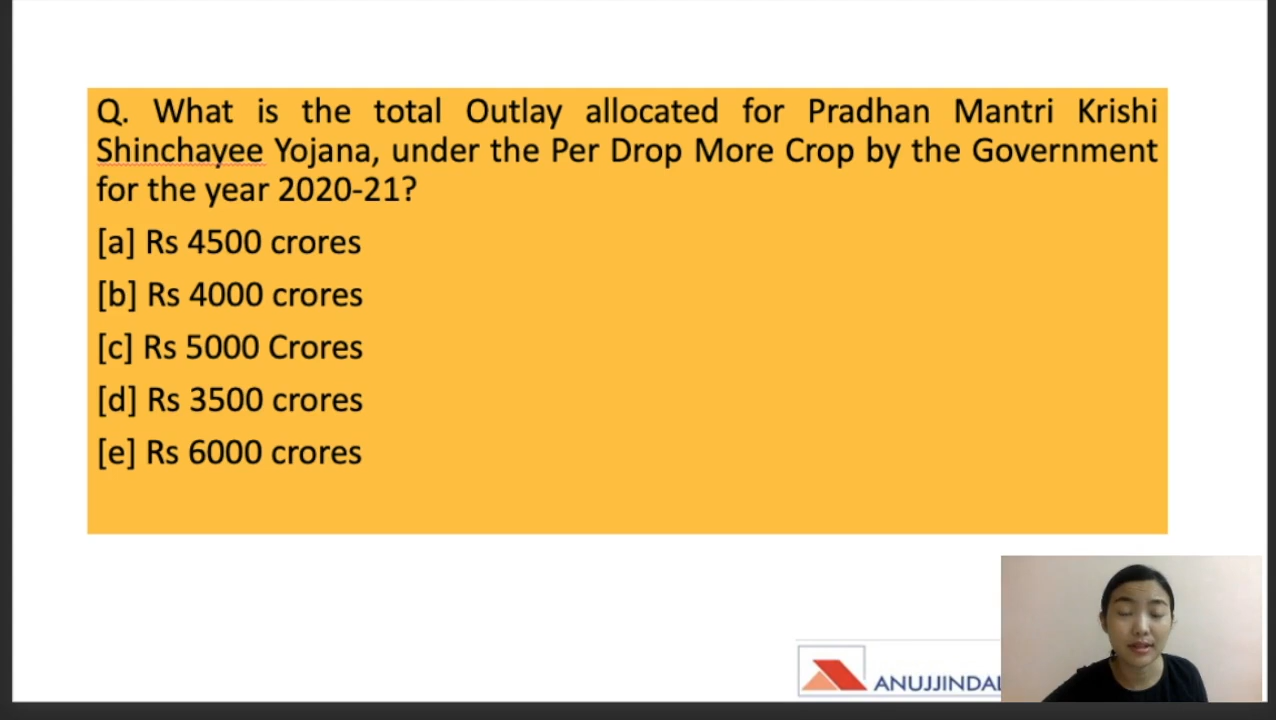 Q. What is the total Outlay allocated for Pradhan Mantri Krishi
Shinchayee Yojana, under the Per Drop More Crop by the Government
for the year 2020-21?
[a] Rs 4500 crores
[b] Rs 4000 crores
[c] Rs 5000 Crores
[d] Rs 3500 crores
[e] Rs 6000 crores
ANUJJINDAL